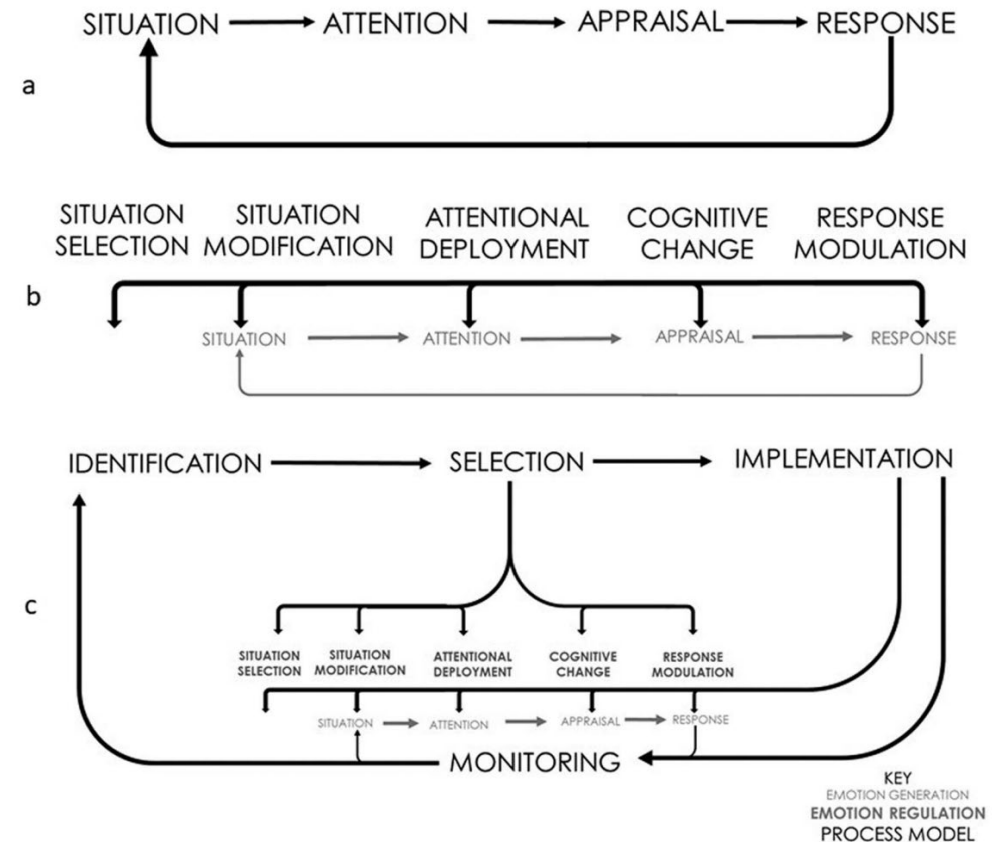 SITUATION ATTENTION APPRAISAL RESPONSE
a
SITUATION SITUATION ATTENTIONAL COGNITIVE RESPONSE
SELECTION MODIFICATION DEPLOYMENT CHANGE MODULATION
b
SITUATION ATTENTION APPRAISAL RESPONSE
IDENTIFICATION SELECTION IMPLEMENTATION
c
SITUATION SITUATION ATTENTIONAL COGNITIVE RESPONSE
SELECTION MODIFICATION DEPLOYMENT CHANGE MODULATION
SITUATION ATTENTION APPRAISAL RESPONSE
MONITORING
KEY
EMOTION GENERATION
EMOTION REGULATION
PROCESS MODEL